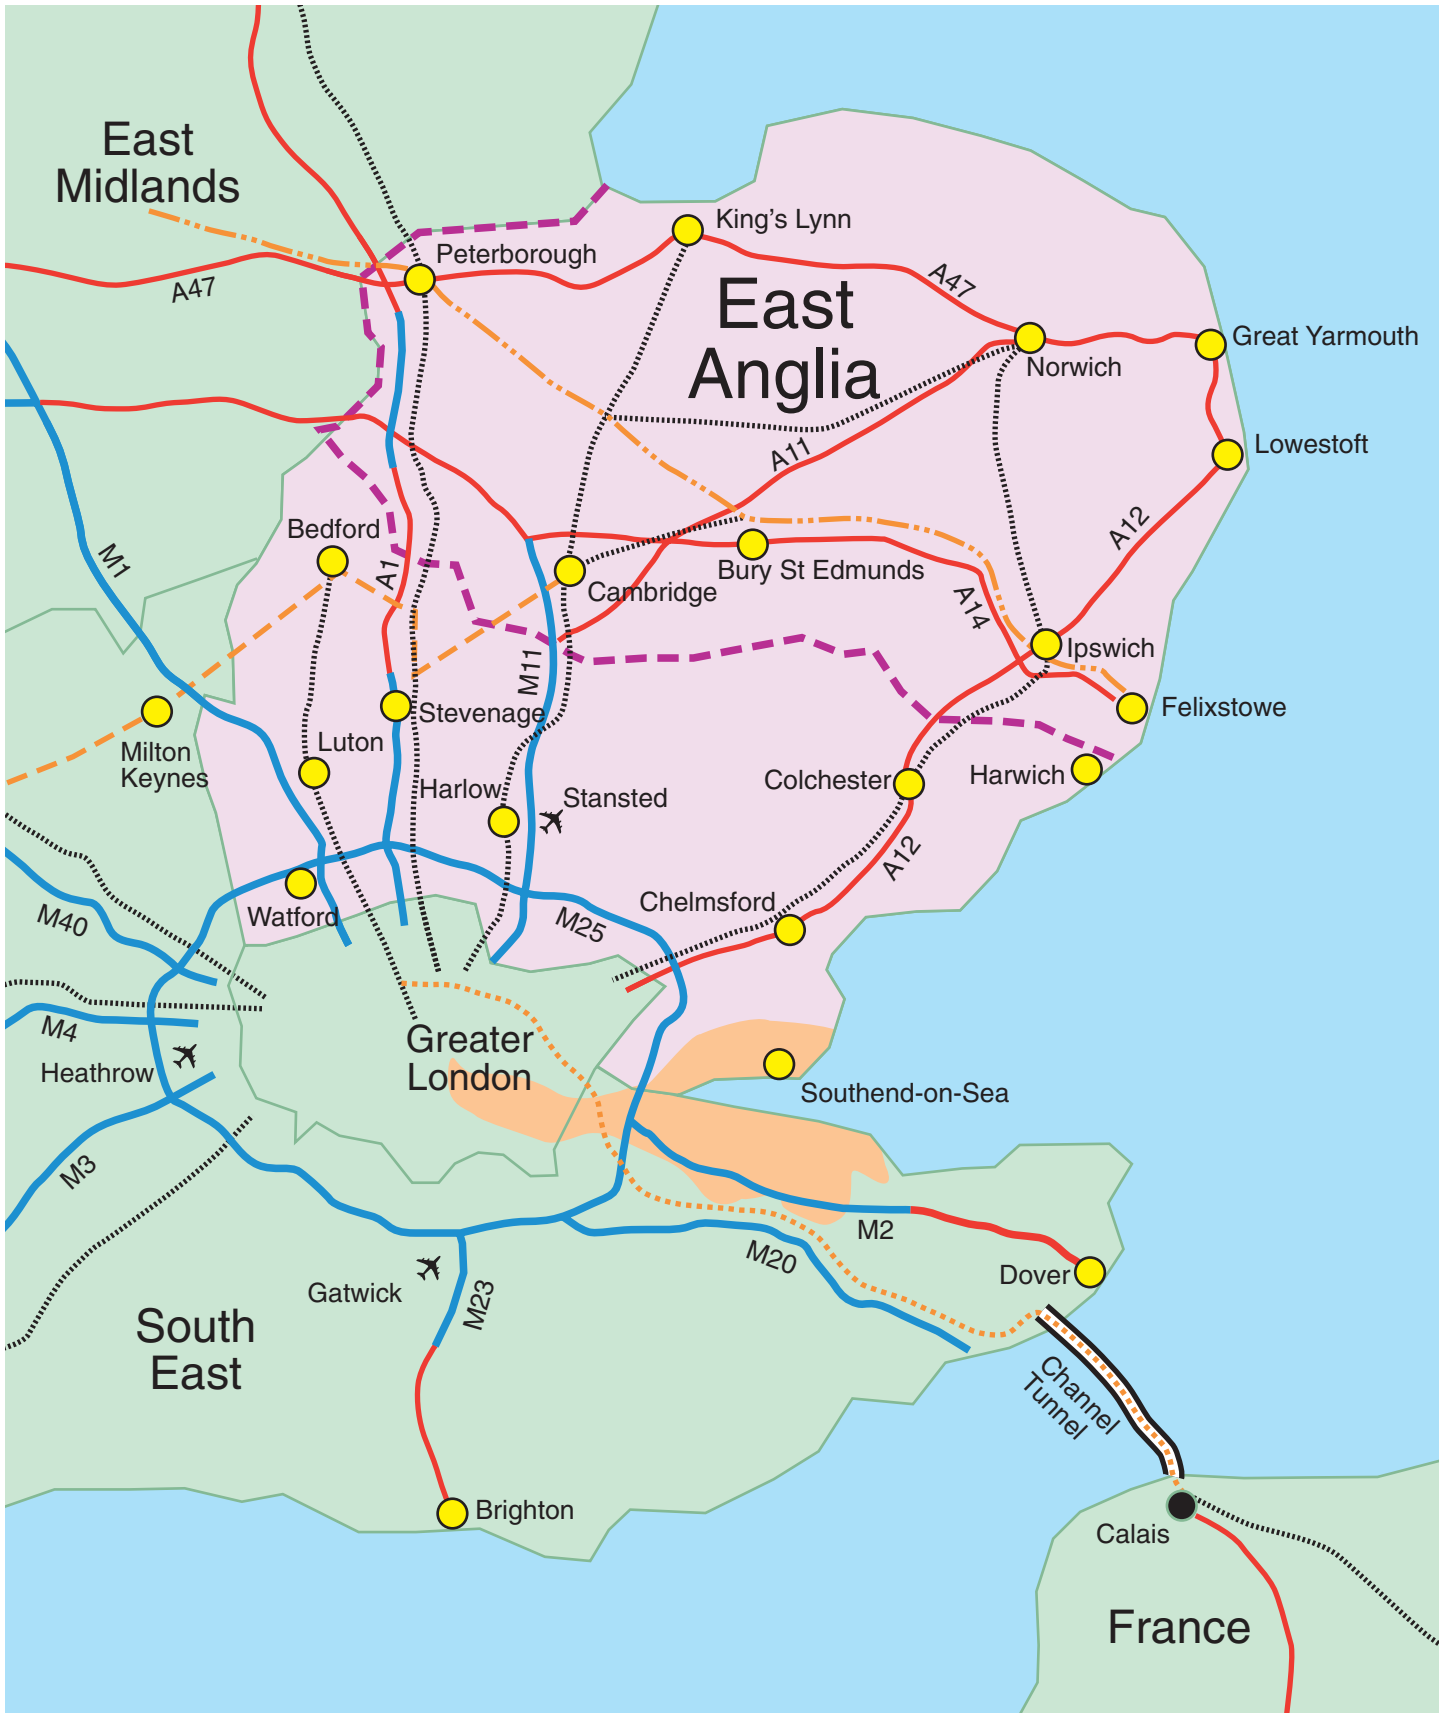 East
Midlands
A47
Peterborough
King's Lynn
East
Anglia
A47
Norwich
Great Yarmouth
Lowestoft
A11
A12
M1
Bedford
A1
Cambridge
Bury St Edmunds
A14
Ipswich
Felixstowe
M11
Milton
Keynes
Luton
Stevenage
Harlow
Stansted
Colchester
Harwich
A12
Chelmsford
Watford
M25
M40
M4
Heathrow
Greater
London
Southend-on-Sea
M3
M2
M20
Dover
Gatwick
M23
South
East
Channel
Tunnel
Brighton
Calais
France